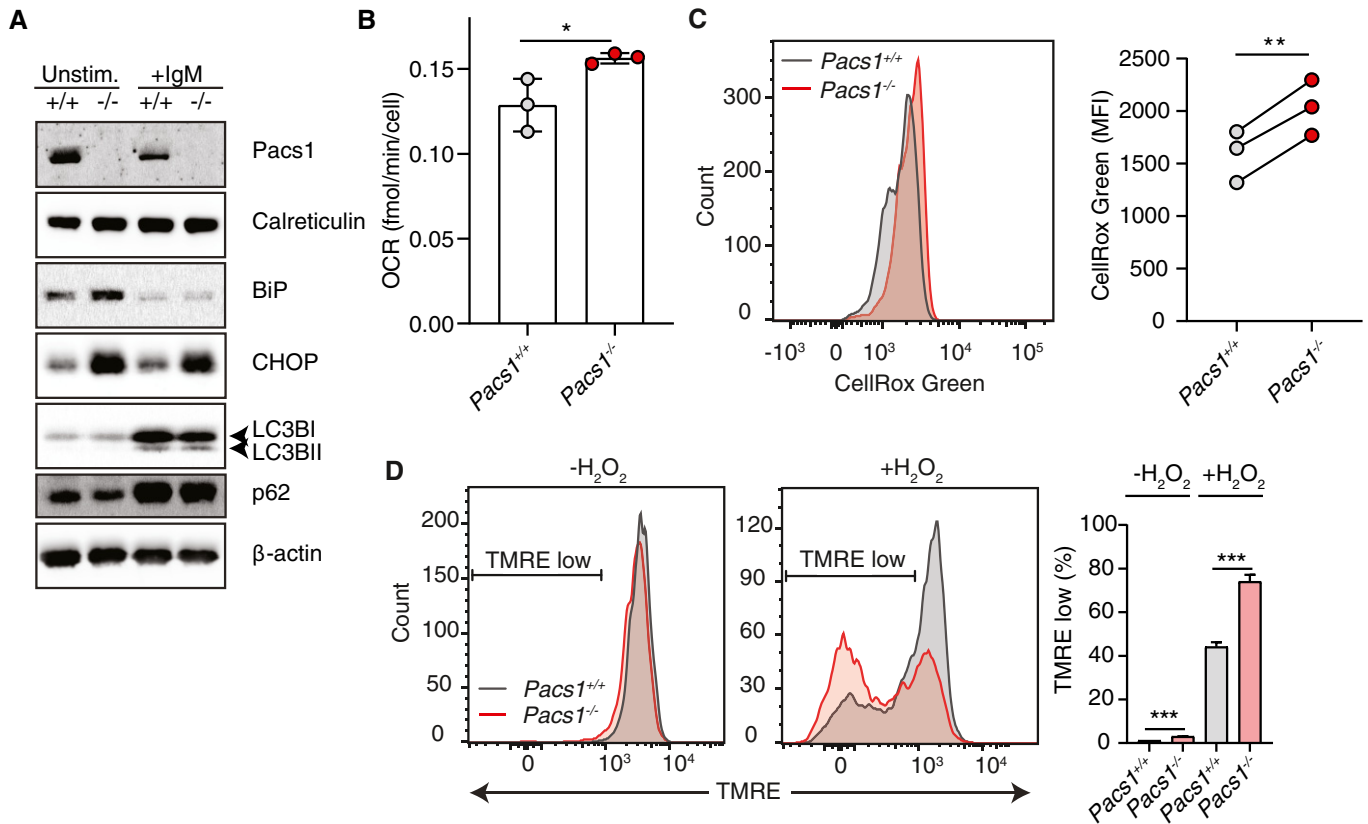 A
Unstim. +IgM
+/+ -/- +/+ -/-
Pacs1
Calreticulin
BiP
CHOP
LC3BI
LC3BII
p62
β-actin
B
*
OCR (fmol/min/cell)
0.15
0.10
0.05
0.00
Pacs1+/+
Pacs1-/-
C
Pacs1+/+
Pacs1-/-
Count
300
200
100
0
-10³ 0 10³ 10⁴ 10⁵
CellRox Green
**
CellRox Green (MFI)
2500
2000
1500
1000
500
0
Pacs1+/+
Pacs1-/-
D
-H₂O₂
Count
200
150
100
50
0
TMRE low
Pacs1+/+
Pacs1-/-
0 10³ 10⁴
+H₂O₂
120
90
60
30
0
TMRE low
0 10³ 10⁴
TMRE
-H₂O₂ +H₂O₂
TMRE low (%)
100
80
60
40
20
0
***
***
Pacs1+/+
Pacs1-/-
Pacs1+/+
Pacs1-/-